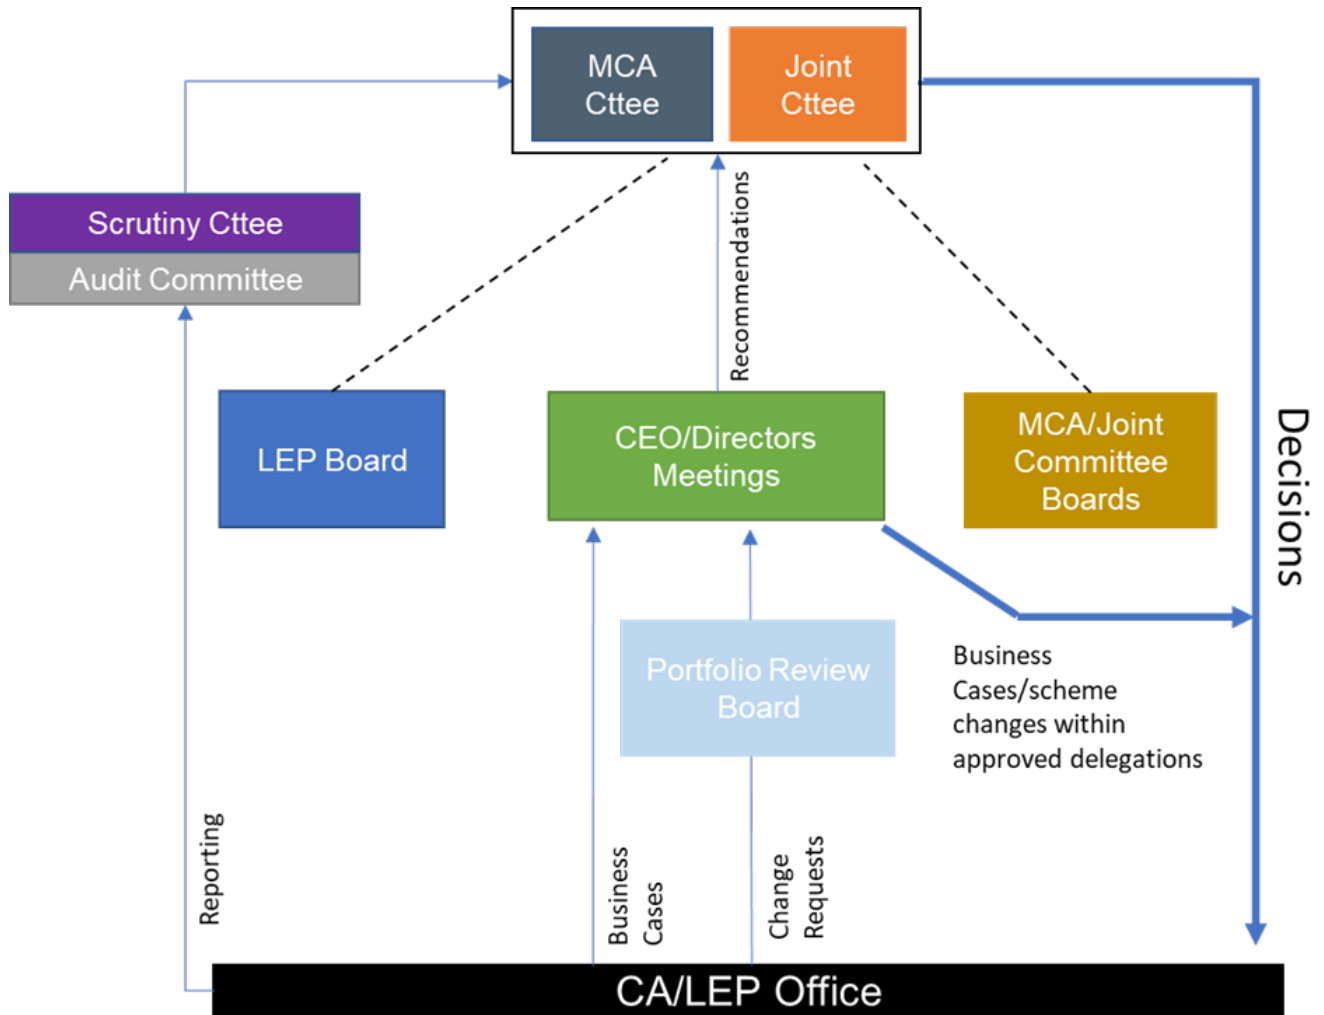 MCA
Cttee
Joint
Cttee
Scrutiny Cttee
Audit Committee
Recommendations
LEP Board
CEO/Directors
Meetings
MCA/Joint
Committee
Boards
Decisions
Portfolio Review
Board
Business
Cases/scheme
changes within
approved delegations
Reporting
Business
Cases
Change
Requests
CA/LEP Office